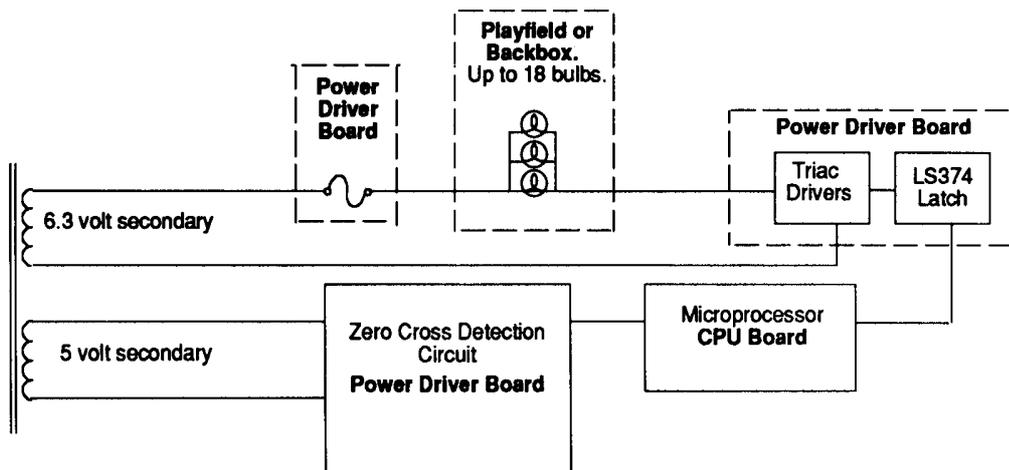 Playfield or
Backbox.
Up to 18 bulbs.
Power
Driver
Board
Power Driver Board
Triac
Drivers
LS374
Latch
6.3 volt secondary
5 volt secondary
Zero Cross Detection
Circuit
Power Driver Board
Microprocessor
CPU Board